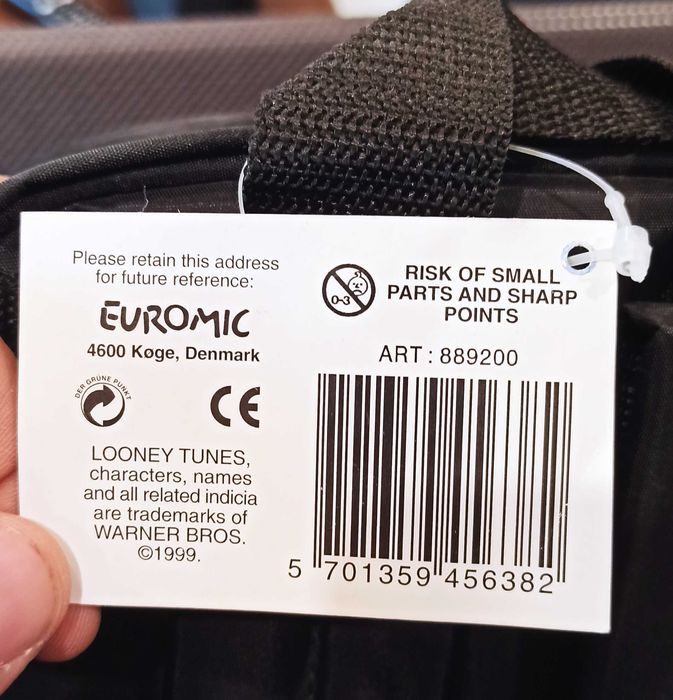 Please retain this address
for future reference:
EUROMIC
4600 Køge, Denmark
DER GRÜNE PUNKT
CE
LOONEY TUNES,
characters, names
and all related indicia
are trademarks of
WARNER BROS.
©1999.
0-3
RISK OF SMALL
PARTS AND SHARP
POINTS
ART : 889200
5 701359 456382